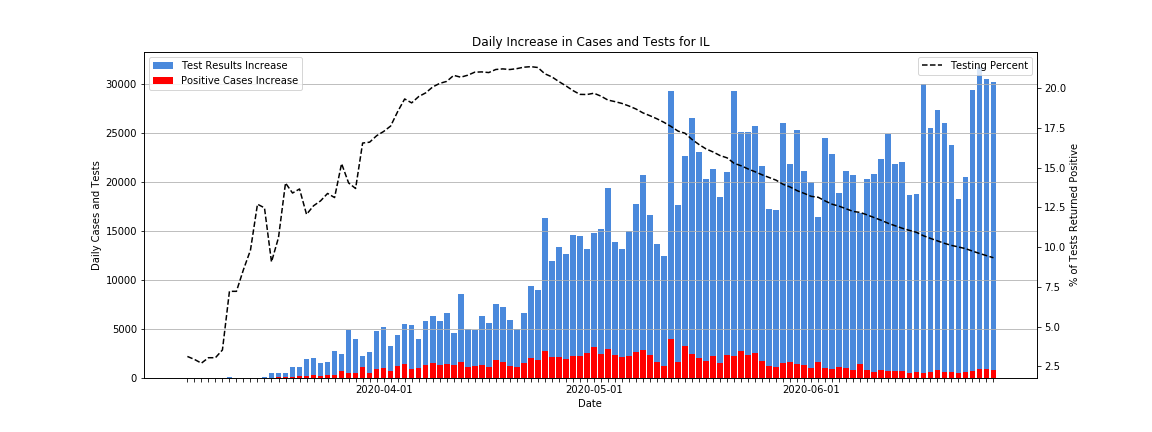 Daily Increase in Cases and Tests for IL
Test Results Increase
Positive Cases Increase
Testing Percent
30000
25000
20000
15000
10000
5000
0
Daily Cases and Tests
20.0
17.5
15.0
12.5
10.0
7.5
5.0
2.5
% of Tests Returned Positive
2020-04-01
2020-05-01
2020-06-01
Date